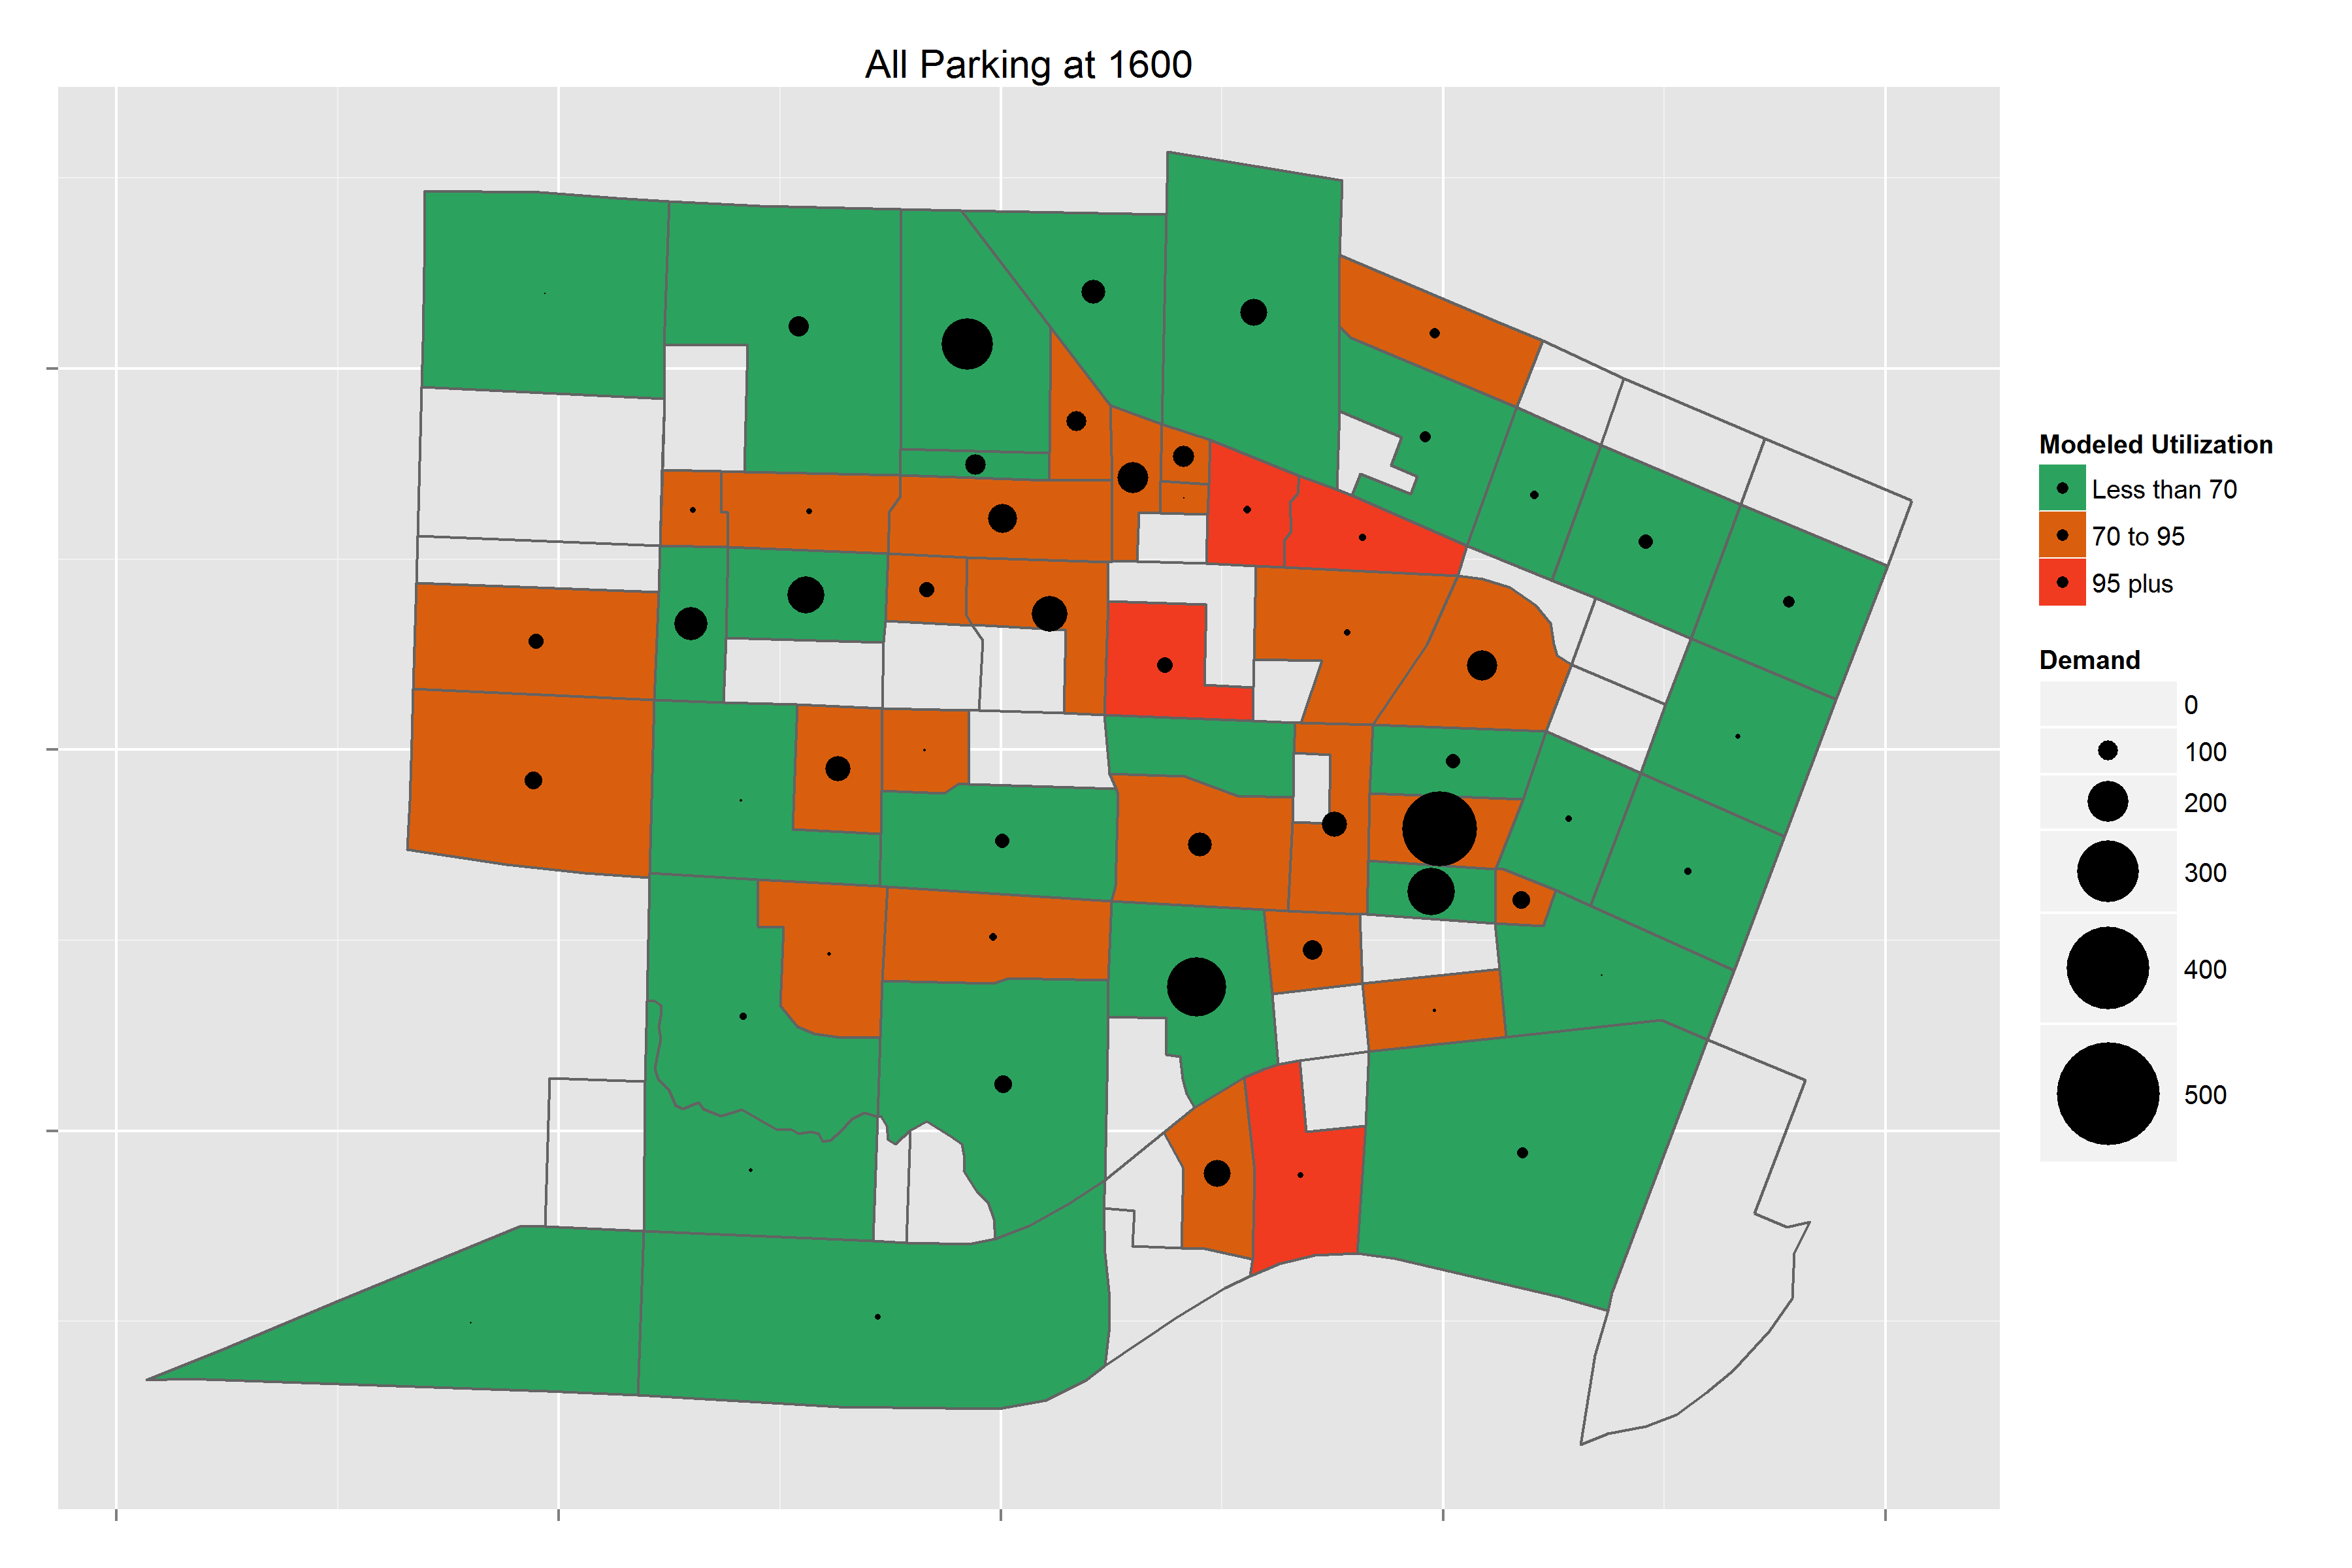 All Parking at 1600
Modeled Utilization
Less than 70
70 to 95
95 plus
Demand
0
100
200
300
400
500